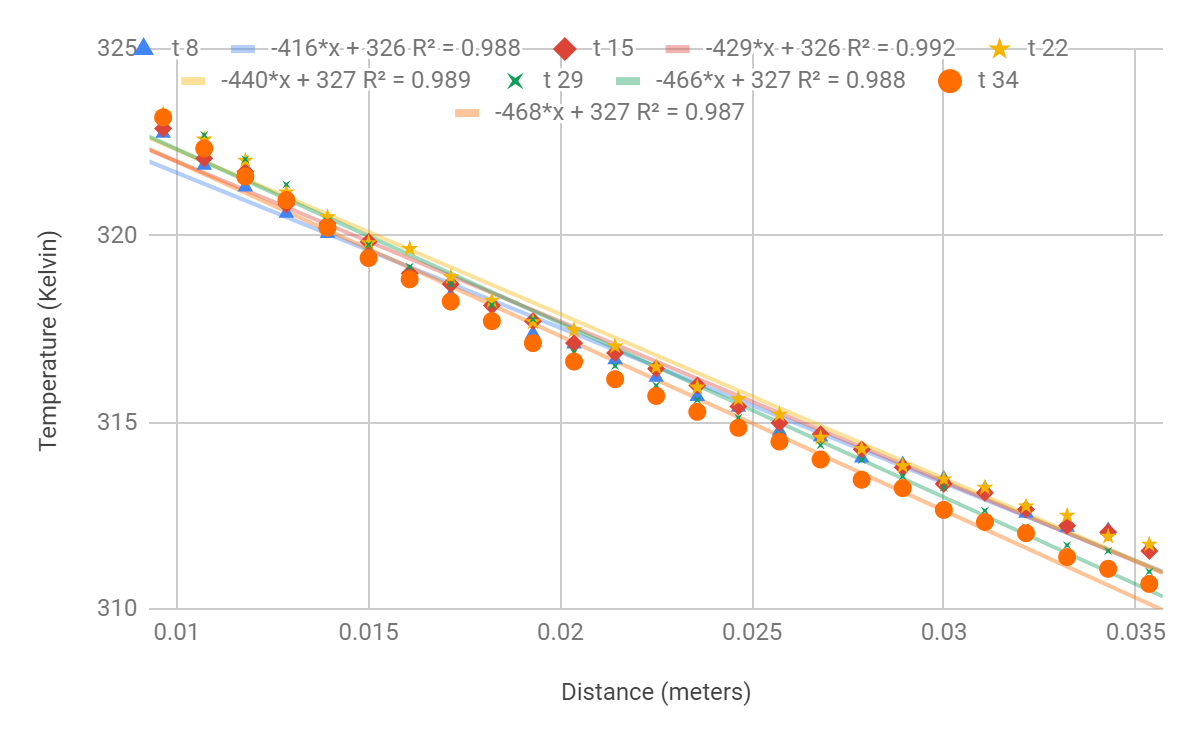 325
t 8 -416*x + 326 R² = 0.988 t 15 -429*x + 326 R² = 0.992 t 22
-440*x + 327 R² = 0.989 t 29 -466*x + 327 R² = 0.988 t 34
-468*x + 327 R² = 0.987
320
315
310
Temperature (Kelvin)
0.01 0.015 0.02 0.025 0.03 0.035
Distance (meters)